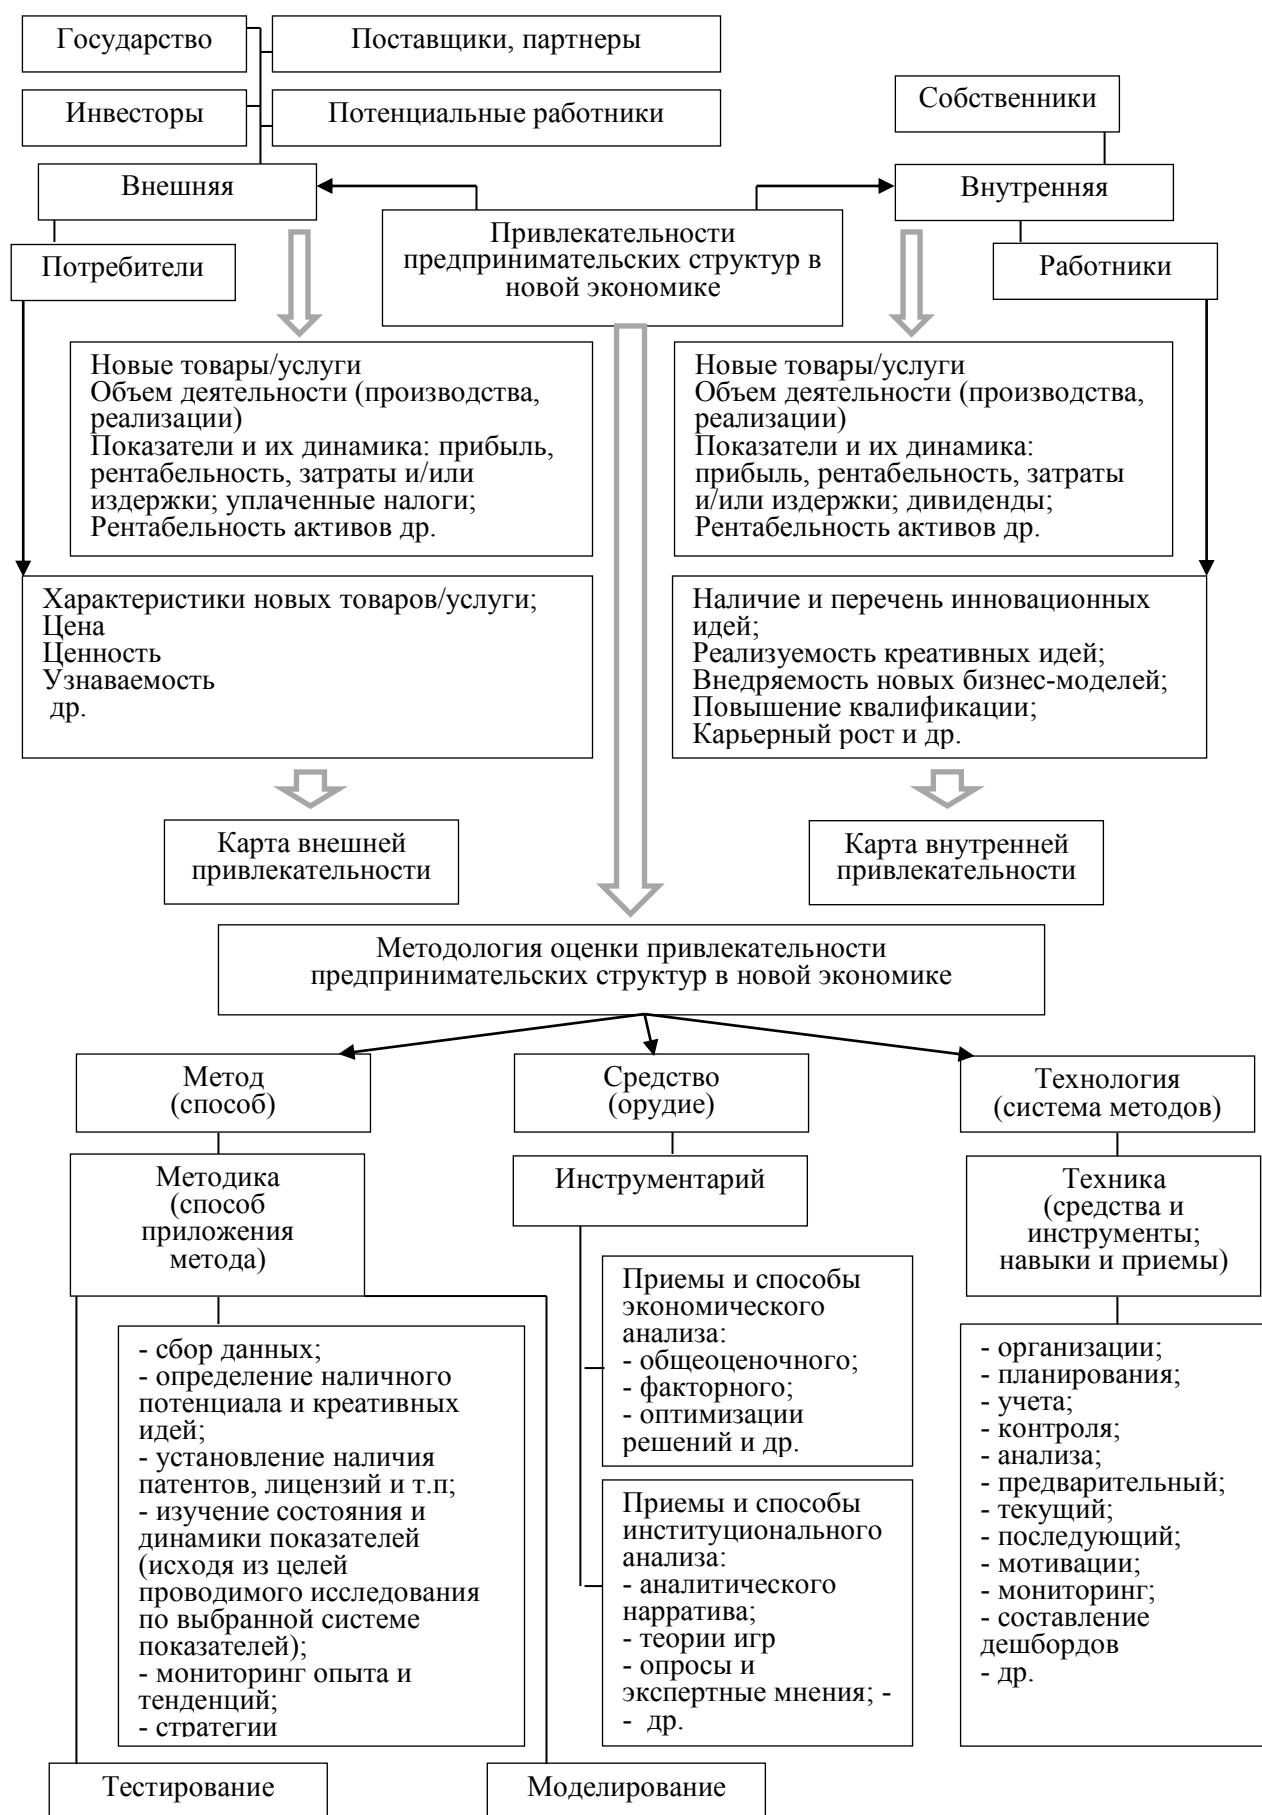 Государство
Поставщики, партнеры
Инвесторы
Потенциальные работники
Собственники
Внешняя
Внутренняя
Привлекательности
предпринимательских структур в
новой экономике
Потребители
Работники
Новые товары/услуги
Объем деятельности (производства,
реализации)
Показатели и их динамика: прибыль,
рентабельность, затраты и/или
издержки; уплаченные налоги;
Рентабельность активов др.
Новые товары/услуги
Объем деятельности (производства,
реализации)
Показатели и их динамика:
прибыль, рентабельность, затраты
и/или издержки; дивиденды;
Рентабельность активов др.
Характеристики новых товаров/услуги;
Цена
Ценность
Узнаваемость
др.
Наличие и перечень инновационных
идей;
Реализуемость креативных идей;
Внедряемость новых бизнес-моделей;
Повышение квалификации;
Карьерный рост и др.
Карта внешней
привлекательности
Карта внутренней
привлекательности
Методология оценки привлекательности
предпринимательских структур в новой экономике
Метод
(способ)
Средство
(орудие)
Технология
(система методов)
Методика
(способ
приложения
метода)
Инструментарий
Техника
(средства и
инструменты;
навыки и приемы)
- сбор данных;
- определение наличного
потенциала и креативных
идей;
- установление наличия
патентов, лицензий и т.п;
- изучение состояния и
динамики показателей
(исходя из целей
проводимого исследования
по выбранной системе
показателей);
- мониторинг опыта и
тенденций;
- стратегии
Приемы и способы
экономического
анализа:
- общеоценочного;
- факторного;
- оптимизации
решений и др.
Приемы и способы
институционального
анализа:
- аналитического
нарратива;
- теории игр
- опросы и
экспертные мнения; -
- др.
- организации;
- планирования;
- учета;
- контроля;
- анализа;
- предварительный;
- текущий;
- последующий;
- мотивации;
- мониторинг;
- составление
дешбордов
- др.
Тестирование
Моделирование